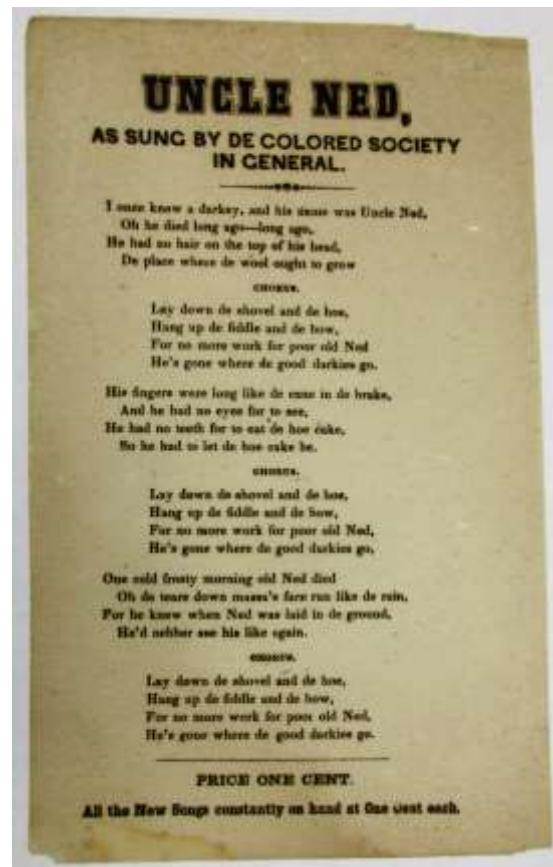 UNCLE NED,
AS SUNG BY DE COLORED SOCIETY
IN GENERAL.
I once knew a darkey, and his name was Uncle Ned,
Oh he died long ago—long ago,
He had no hair on the top of his head,
De place where de wool ought to grow
CHORUS.
Lay down de shovel and de hoe,
Hang up de fiddle and de bow,
For no more work for poor old Ned
He's gone where de good darkies go.
His fingers were long like de cane in de brake,
And he had no eyes for to see,
He had no teeth for to eat de hoe cake,
So he had to let de hoe cake be.
CHORUS.
Lay down de shovel and de hoe,
Hang up de fiddle and de bow,
For no more work for poor old Ned,
He's gone where de good darkies go,
One cold frosty morning old Ned died
Oh de tears down massa's face run like de rain,
For he knew when Ned was laid in de ground,
He'd nebber see his like again.
CHORUS.
Lay down de shovel and de hoe,
Hang up de fiddle and de bow,
For no more work for poor old Ned,
He's gone where de good darkies go.
PRICE ONE CENT.
All the New Songs constantly on hand at One Cent each.